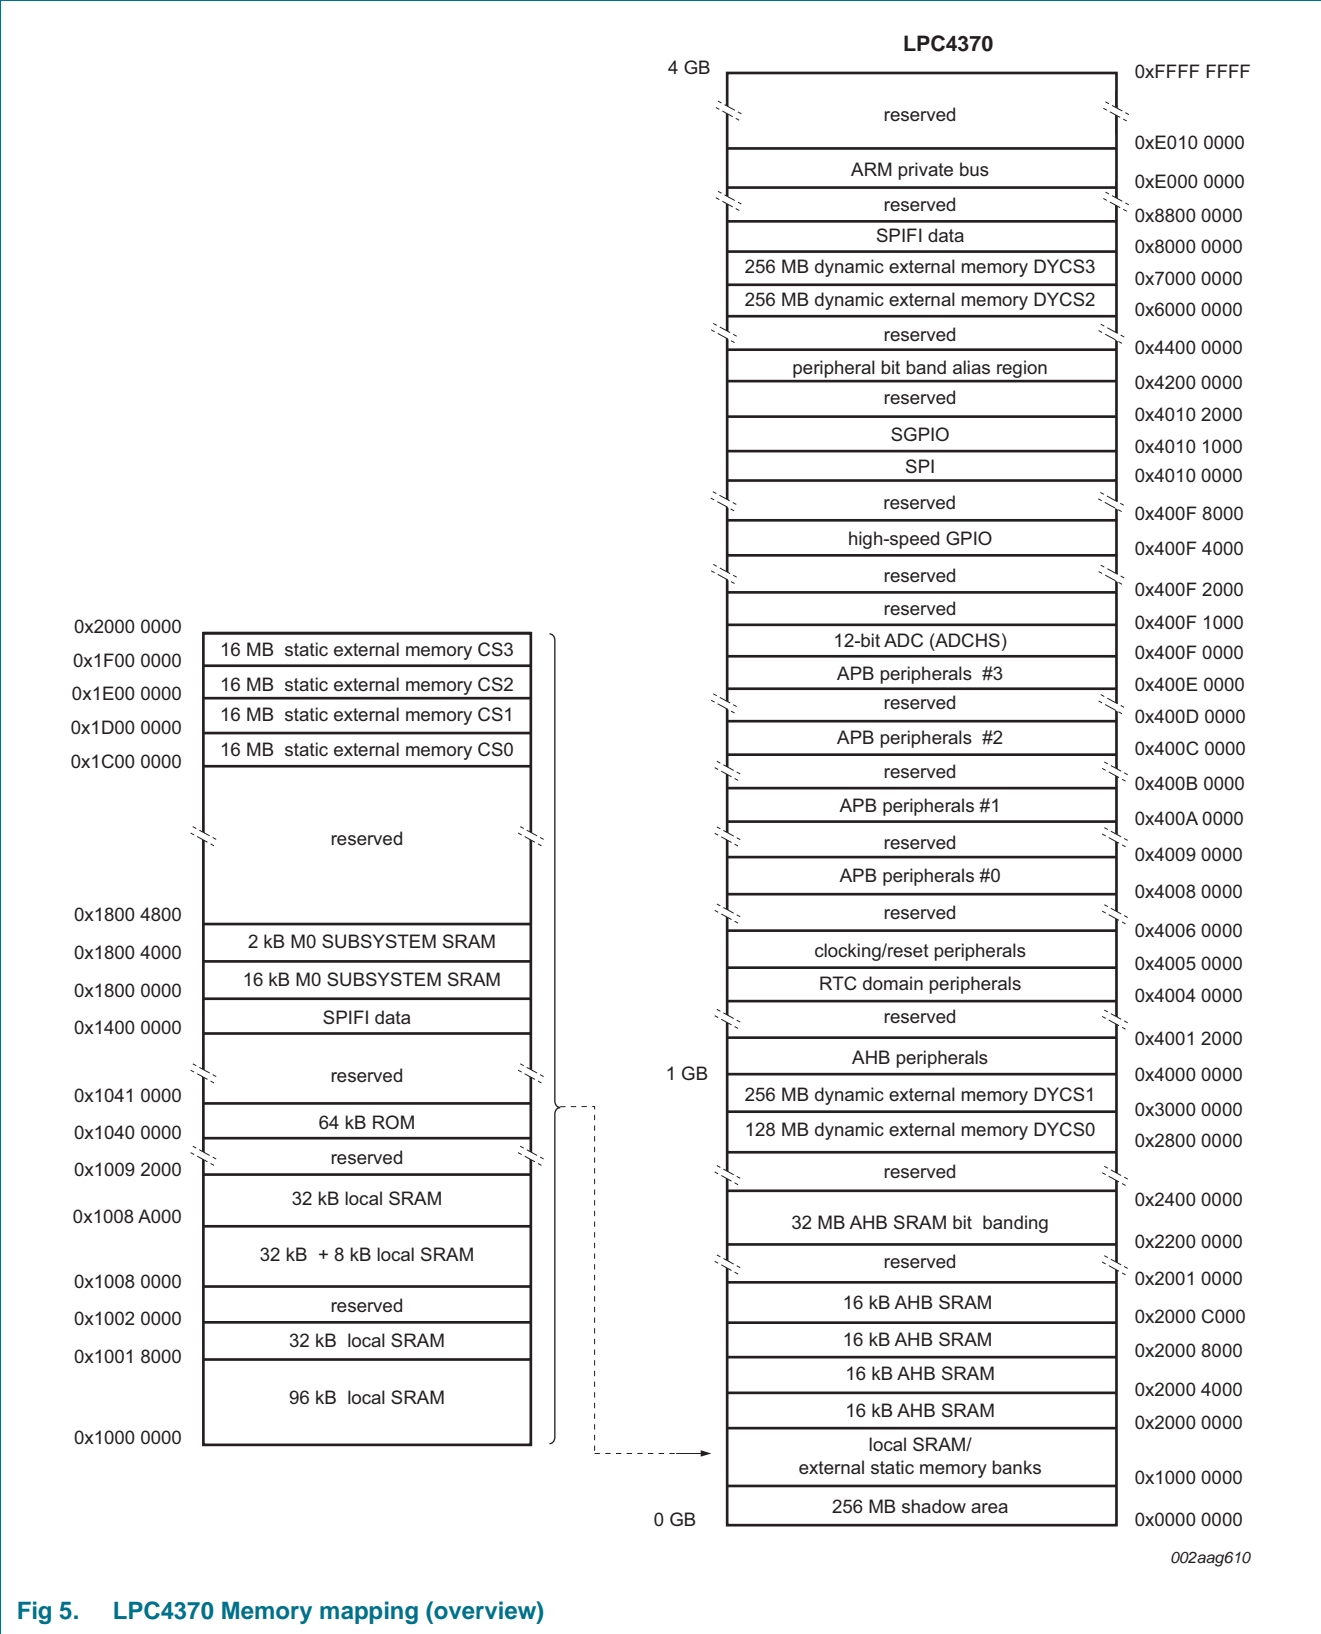 LPC4370
4 GB
0xFFFF FFFF
reserved
0xE010 0000
ARM private bus
0xE000 0000
reserved
0x8800 0000
SPIFI data
0x8000 0000
256 MB dynamic external memory DYCS3
0x7000 0000
256 MB dynamic external memory DYCS2
0x6000 0000
reserved
0x4400 0000
peripheral bit band alias region
0x4200 0000
reserved
0x4010 2000
SGPIO
0x4010 1000
SPI
0x4010 0000
reserved
0x400F 8000
high-speed GPIO
0x400F 4000
reserved
0x400F 2000
reserved
0x400F 1000
12-bit ADC (ADCHS)
0x400F 0000
APB peripherals #3
0x400E 0000
reserved
0x400D 0000
APB peripherals #2
0x400C 0000
reserved
0x400B 0000
APB peripherals #1
0x400A 0000
reserved
0x4009 0000
APB peripherals #0
0x4008 0000
reserved
0x4006 0000
clocking/reset peripherals
0x4005 0000
RTC domain peripherals
0x4004 0000
reserved
0x4001 2000
AHB peripherals
1 GB
0x4000 0000
256 MB dynamic external memory DYCS1
0x3000 0000
128 MB dynamic external memory DYCS0
0x2800 0000
reserved
0x2400 0000
32 MB AHB SRAM bit banding
0x2200 0000
reserved
0x2001 0000
16 kB AHB SRAM
0x2000 C000
16 kB AHB SRAM
0x2000 8000
16 kB AHB SRAM
0x2000 4000
16 kB AHB SRAM
0x2000 0000
local SRAM/
external static memory banks
0x1000 0000
256 MB shadow area
0 GB
0x0000 0000
0x2000 0000
16 MB static external memory CS3
0x1F00 0000
16 MB static external memory CS2
0x1E00 0000
16 MB static external memory CS1
0x1D00 0000
16 MB static external memory CS0
0x1C00 0000
reserved
0x1800 4800
2 kB M0 SUBSYSTEM SRAM
0x1800 4000
16 kB M0 SUBSYSTEM SRAM
0x1800 0000
SPIFI data
0x1400 0000
reserved
0x1041 0000
64 kB ROM
0x1040 0000
reserved
0x1009 2000
32 kB local SRAM
0x1008 A000
32 kB + 8 kB local SRAM
0x1008 0000
reserved
0x1002 0000
32 kB local SRAM
0x1001 8000
96 kB local SRAM
0x1000 0000
002aag610
Fig 5. LPC4370 Memory mapping (overview)